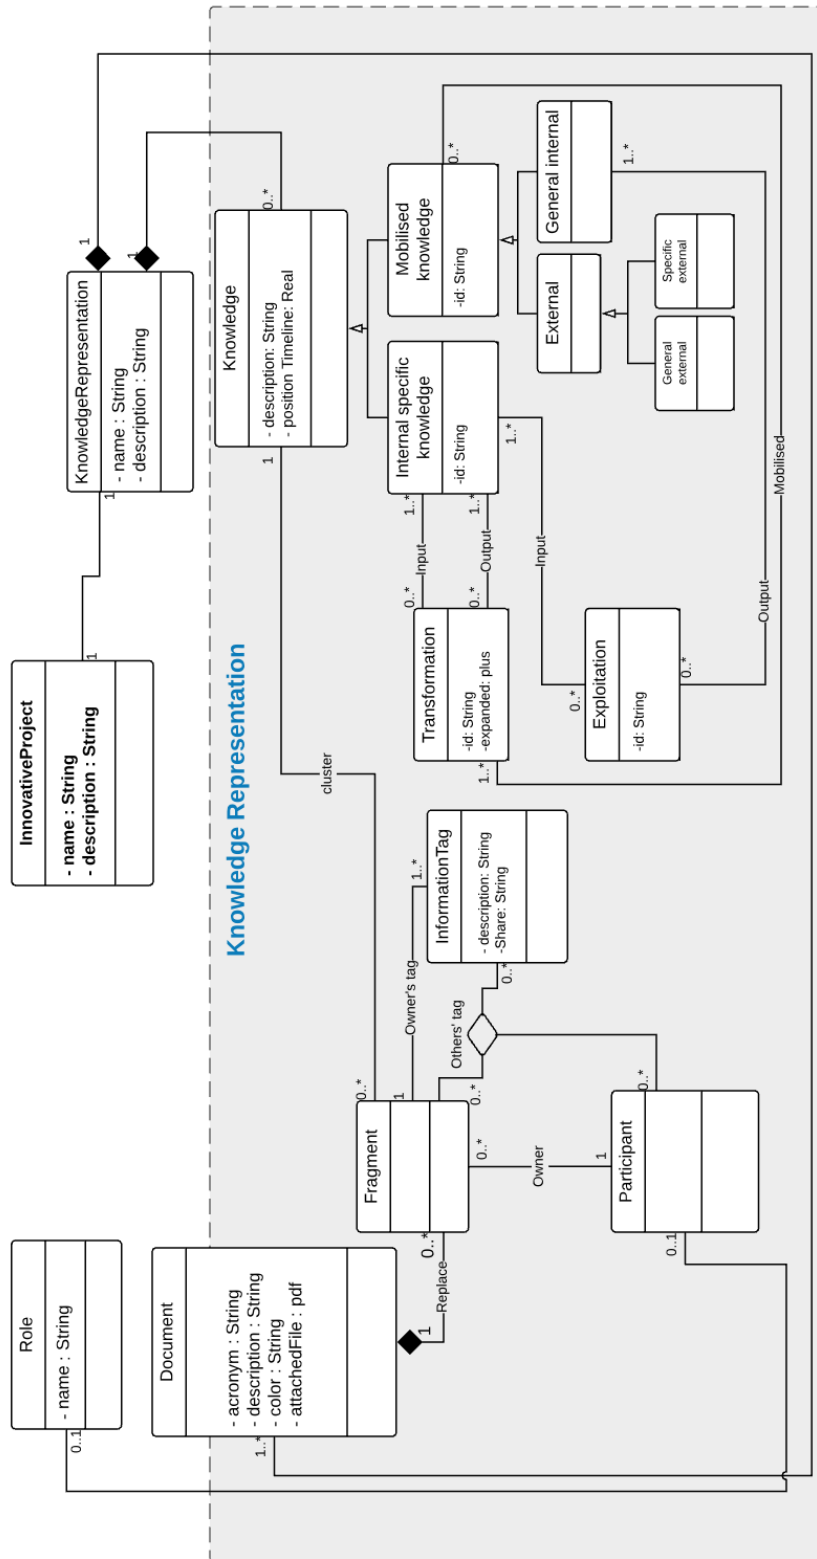 Role
- name : String
0..1
InnovativeProject
- name : String
- description : String
1
KnowledgeRepresentation
- name : String
- description : String
1
1
1
Knowledge Representation
Document
- acronym : String
- description : String
- color : String
- attachedFile : pdf
1..*
1
Replace
0..*
Fragment
0..*
1
0..*
0..*
cluster
Knowledge
- description: String
- position Timeline: Real
1
0..*
Owner's tag
1..*
Others' tag
InformationTag
- description: String
-Share: String
0..*
Owner
1
Participant
0..1
0..*
Internal specific
knowledge
-id: String
1..*
1..*
1..*
Mobilised
knowledge
-id: String
0..*
Input
Output
0..*
0..*
Transformation
-id: String
-expanded: plus
1..*
Input
0..*
Exploitation
-id: String
0..*
Output
Mobilised
External
General internal
1..*
General
external
Specific
external